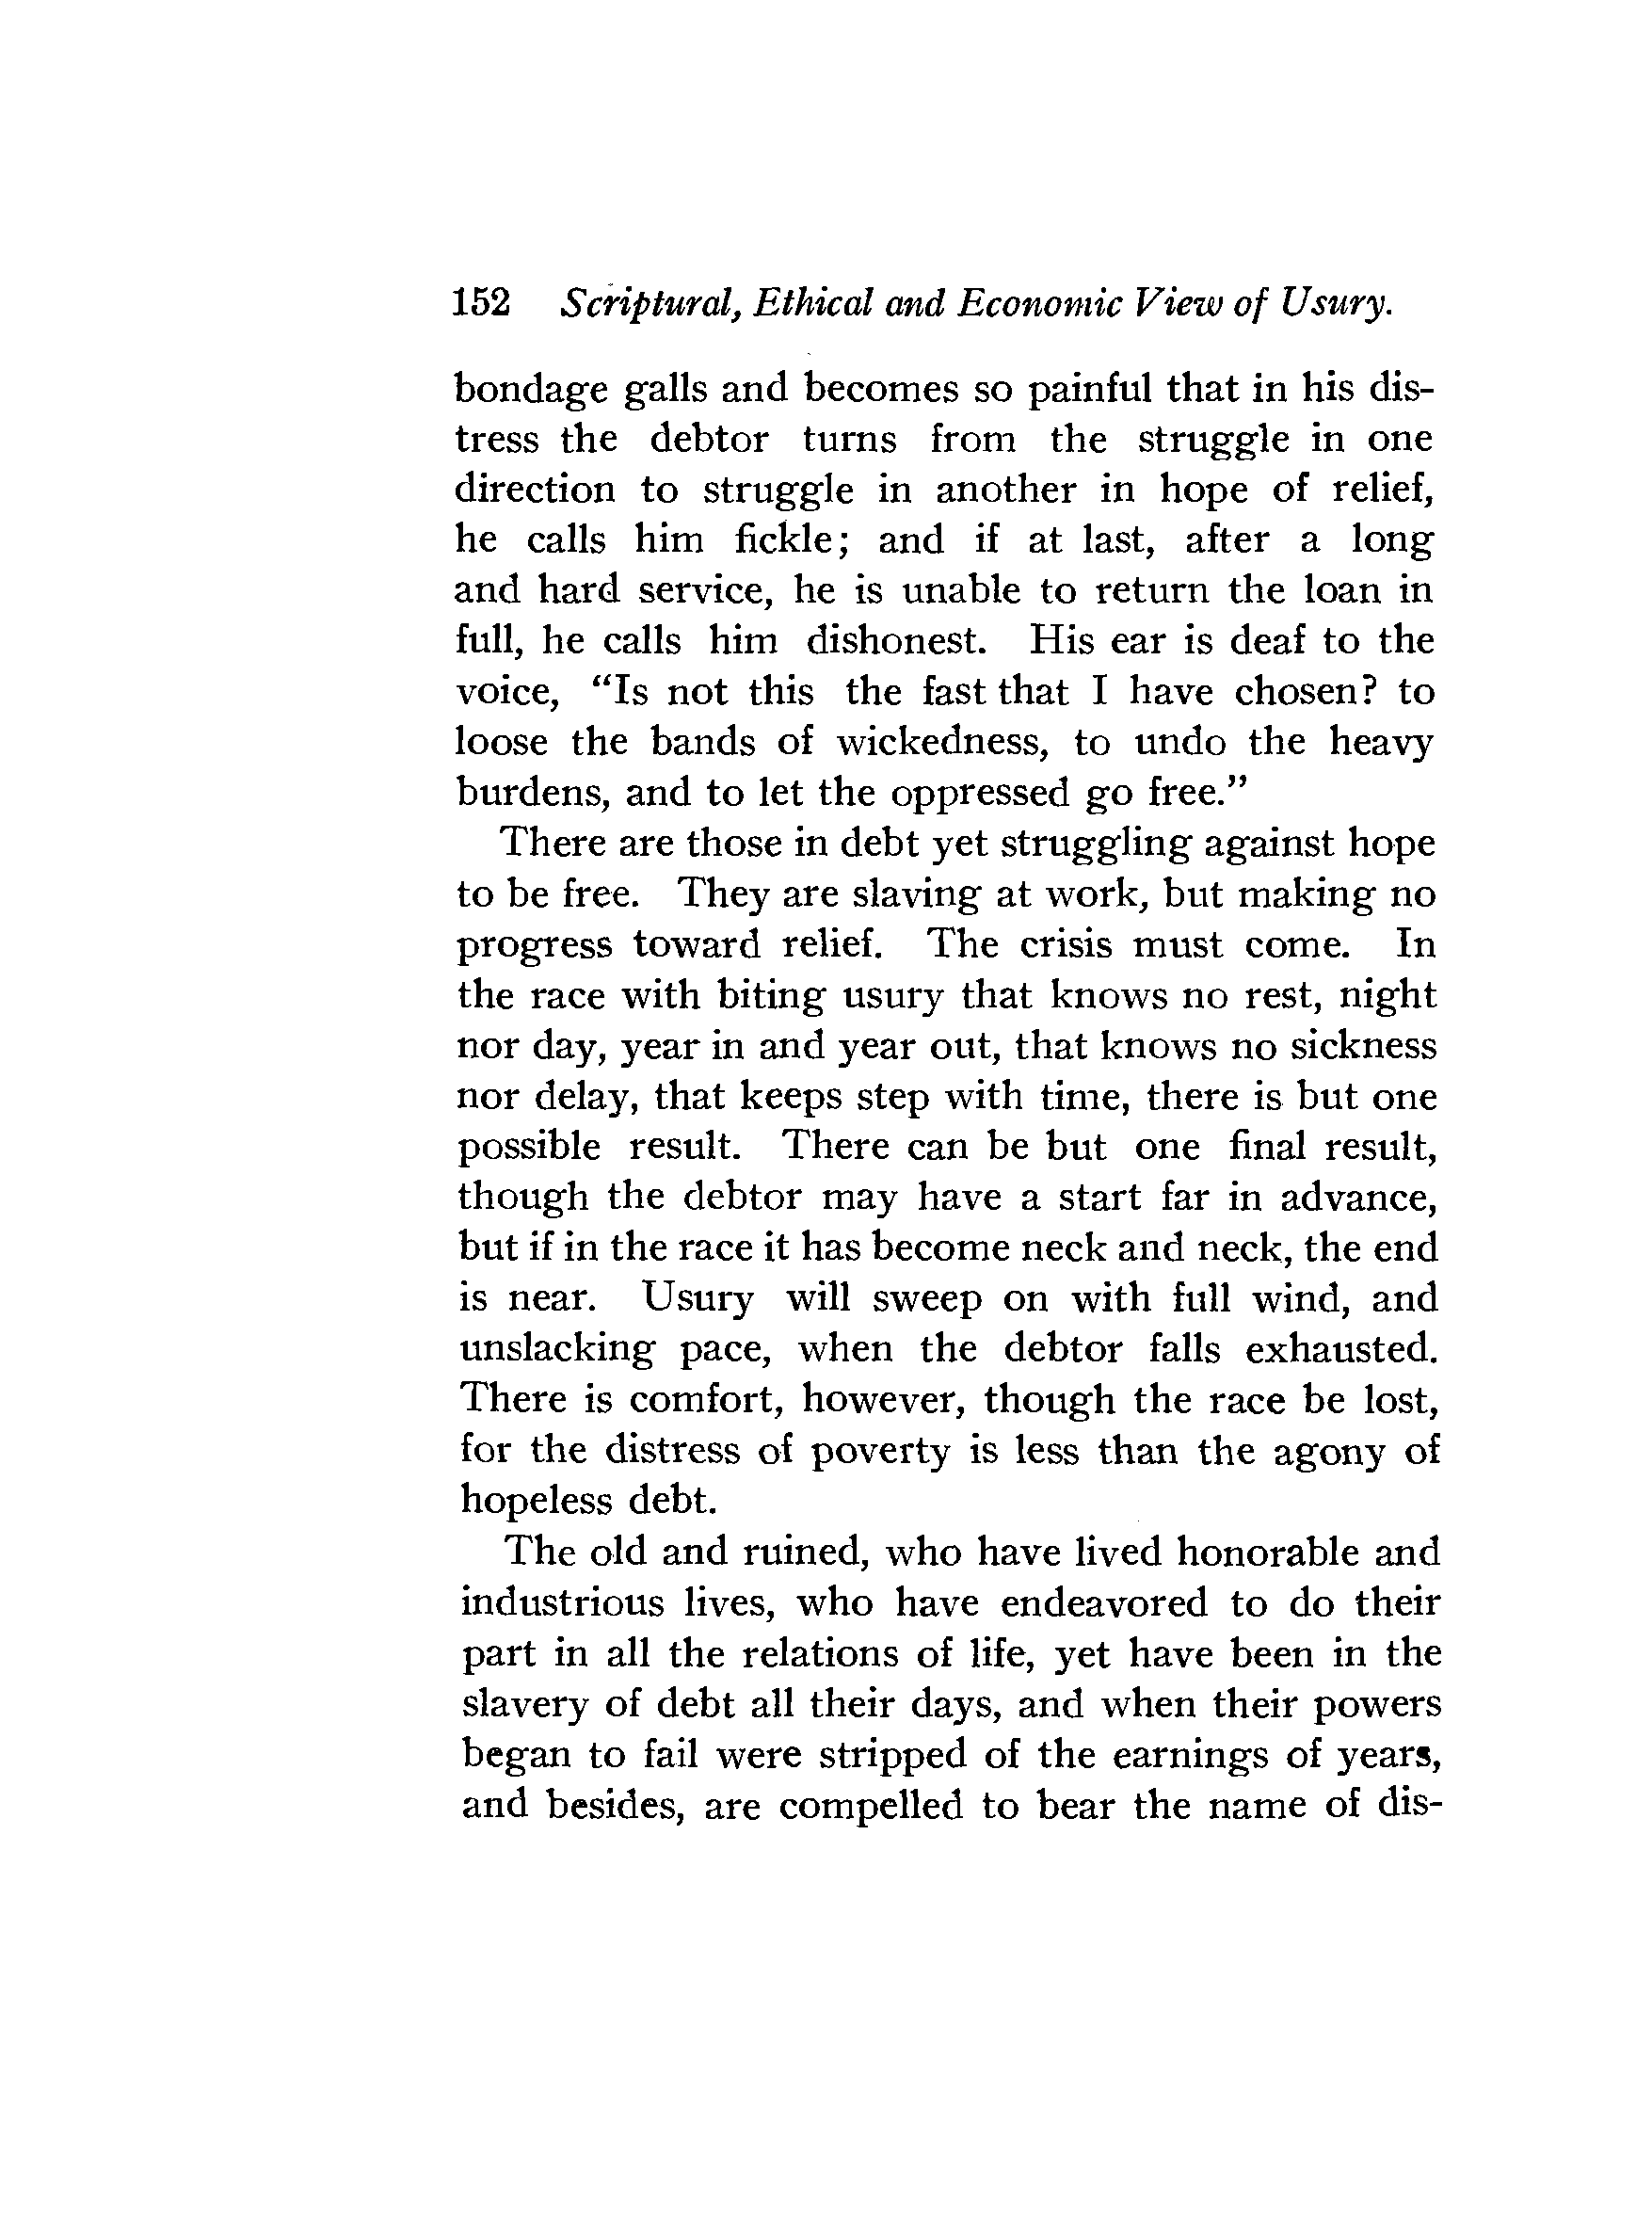 152 Scriptural, Ethical and Economic View of Usury.
bondage galls and becomes so painful that in his dis-
tress the debtor turns from the struggle in one
direction to struggle in another in hope of relief,
he calls him fickle; and if at last, after a long
and hard service, he is unable to return the loan in
full, he calls him dishonest. His ear is deaf to the
voice, “Is not this the fast that I have chosen? to
loose the bands of wickedness, to undo the heavy
burdens, and to let the oppressed go free.”
There are those in debt yet struggling against hope
to be free. They are slaving at work, but making no
progress toward relief. The crisis must come. In
the race with biting usury that knows no rest, night
nor day, year in and year out, that knows no sickness
nor delay, that keeps step with time, there is but one
possible result. There can be but one final result,
though the debtor may have a start far in advance,
but if in the race it has become neck and neck, the end
is near. Usury will sweep on with full wind, and
unslacking pace, when the debtor falls exhausted.
There is comfort, however, though the race be lost,
for the distress of poverty is less than the agony of
hopeless debt.
The old and ruined, who have lived honorable and
industrious lives, who have endeavored to do their
part in all the relations of life, yet have been in the
slavery of debt all their days, and when their powers
began to fail were stripped of the earnings of years,
and besides, are compelled to bear the name of dis-